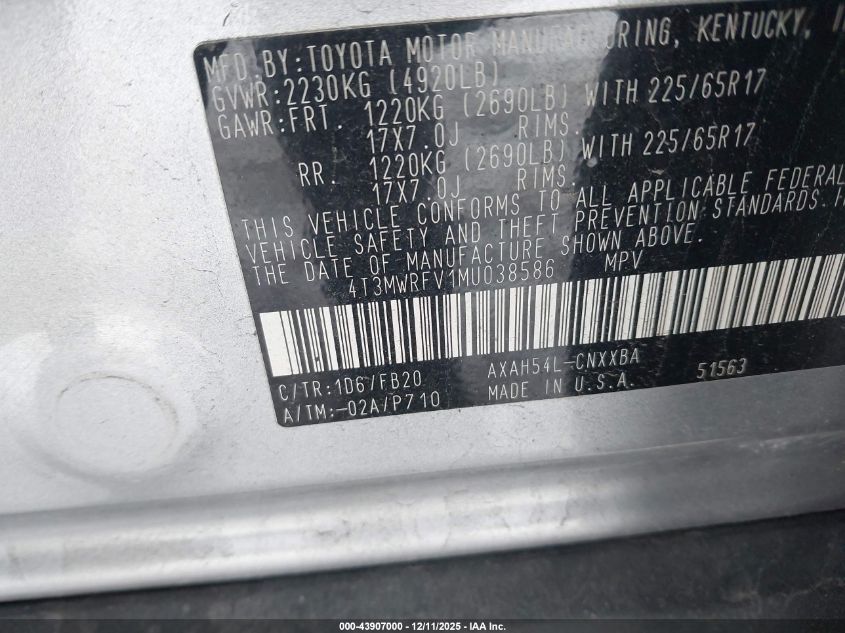 MFD.BY:TOYOTA MOTOR MANUFACTURING, KENTUCKY,
GVWR:2230KG (4920LB)
GAWR:FRT. 1220KG (2690LB) WITH 225/65R17
17X7.0J RIMS.
RR. 1220KG (2690LB) WITH 225/65R17
17X7.0J RIMS.
THIS VEHICLE CONFORMS TO ALL APPLICABLE FEDERAL
VEHICLE SAFETY AND THEFT PREVENTION STANDARDS.
THE DATE OF MANUFACTURE SHOWN ABOVE.
4T3MWRFV1MU038586 MPV
C/TR:1D6/FB20 AXAH54L-CNXXBA 51563
A/TM:-02A/P710 MADE IN U.S.A.
000-43907000 - 12/11/2025 - IAA Inc.